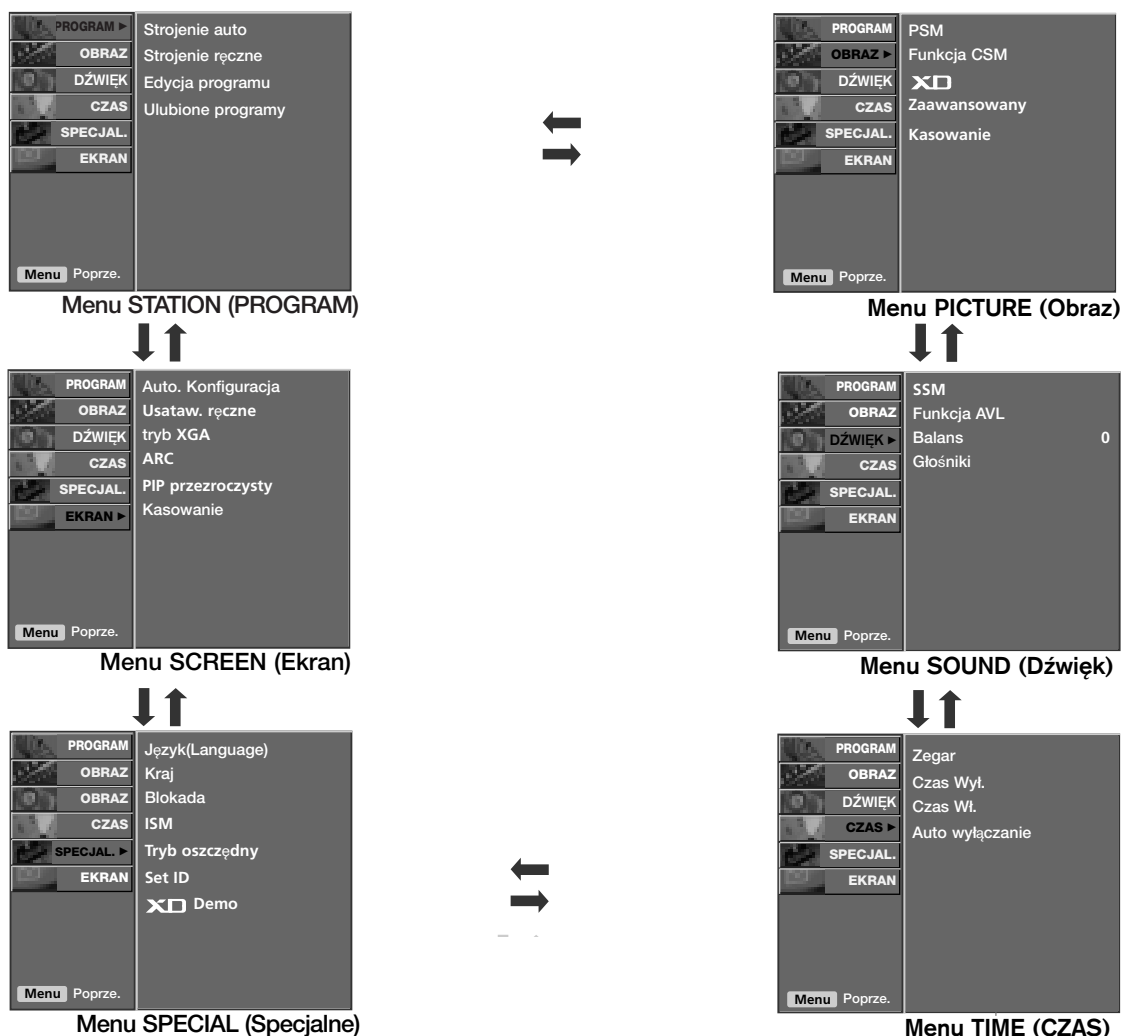 PROGRAM ►
OBRAZ
DŹWIĘK
CZAS
SPECJAL.
EKRAN
Strojenie auto
Strojenie ręczne
Edycja programu
Ulubione programy
Menu Poprze.
Menu STATION (PROGRAM)
PROGRAM
OBRAZ ►
DŹWIĘK
CZAS
SPECJAL.
EKRAN
PSM
Funkcja CSM
XD
Zaawansowany
Kasowanie
Menu Poprze.
Menu PICTURE (Obraz)
PROGRAM
OBRAZ
DŹWIĘK
CZAS
SPECJAL.
EKRAN ►
Auto. Konfiguracja
Usataw. ręczne
tryb XGA
ARC
PIP przezroczysty
Kasowanie
Menu Poprze.
Menu SCREEN (Ekran)
PROGRAM
OBRAZ
DŹWIĘK ►
CZAS
SPECJAL.
EKRAN
SSM
Funkcja AVL
Balans 0
Głośniki
Menu Poprze.
Menu SOUND (Dźwięk)
PROGRAM
OBRAZ
OBRAZ
CZAS
SPECJAL. ►
EKRAN
Język(Language)
Kraj
Blokada
ISM
Tryb oszczędny
Set ID
XD Demo
Menu Poprze.
Menu SPECIAL (Specjalne)
PROGRAM
OBRAZ
DŹWIĘK
CZAS ►
SPECJAL.
EKRAN
Zegar
Czas Wył.
Czas Wł.
Auto wyłączanie
Menu Poprze.
Menu TIME (CZAS)